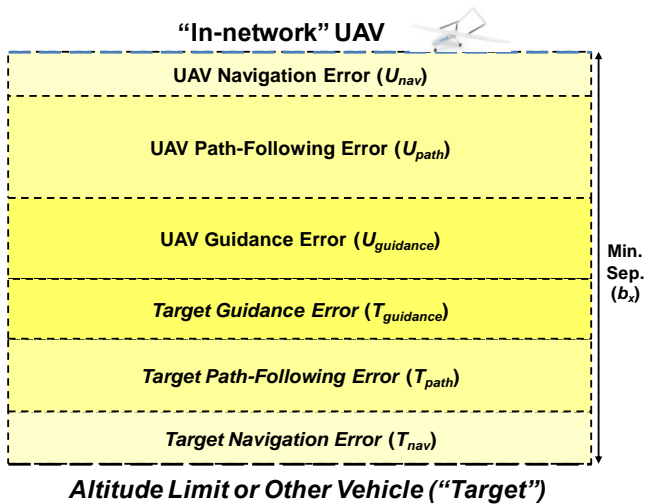 “In-network” UAV
UAV Navigation Error (Unav)
UAV Path-Following Error (Upath)
UAV Guidance Error (Uguidance)
Target Guidance Error (Tguidance)
Target Path-Following Error (Tpath)
Target Navigation Error (Tnav)
Min.
Sep.
(bx)
Altitude Limit or Other Vehicle (“Target”)